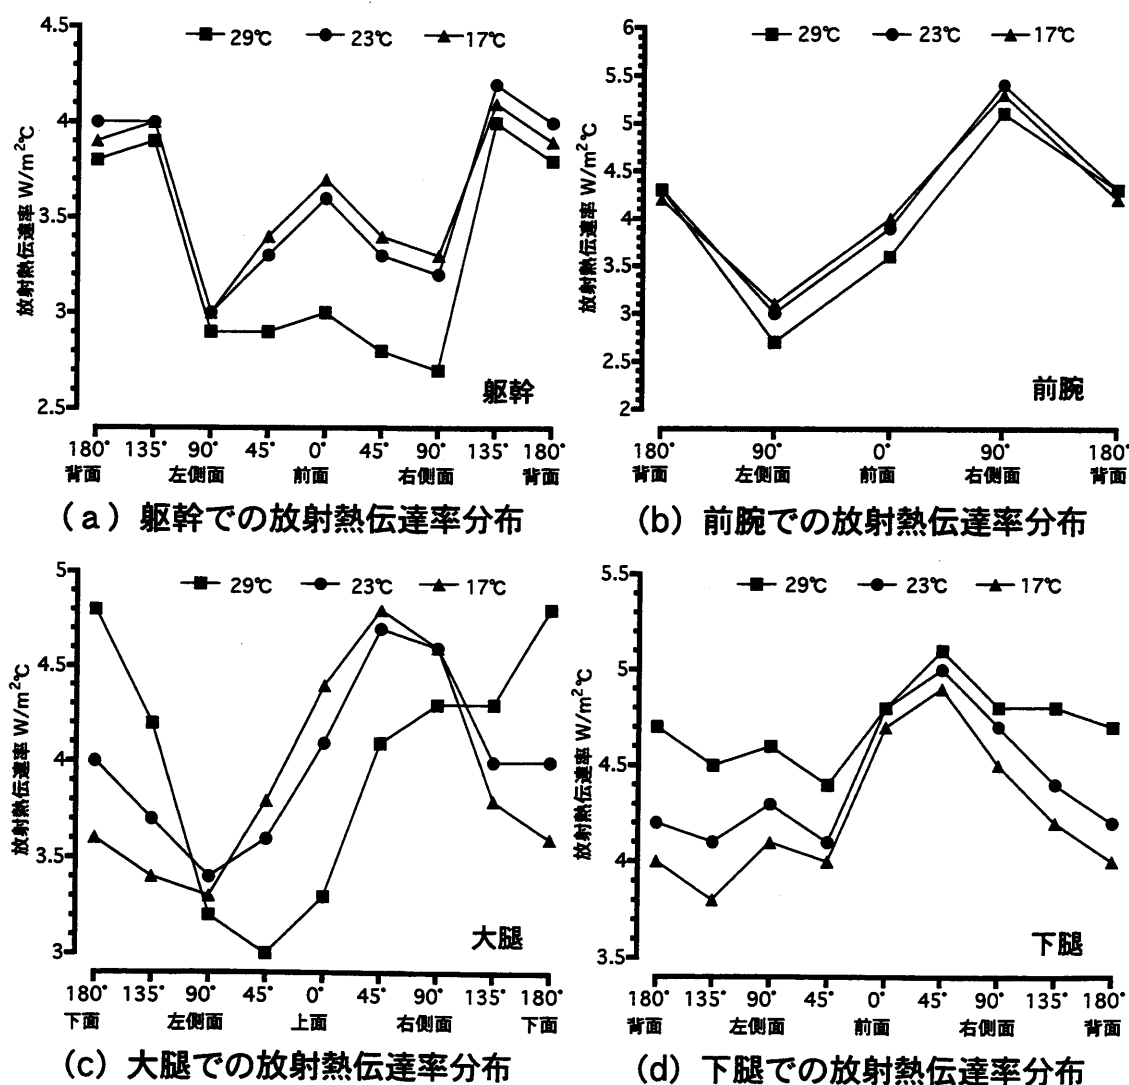 29℃ 23℃ 17℃
4.5
4
3.5
3
2.5
放射熱伝達率 W/m²℃
躯幹
180° 135° 90° 45° 0° 45° 90° 135° 180°
背面 左側面 前面 右側面 背面
(a) 躯幹での放射熱伝達率分布
29℃ 23℃ 17℃
6
5.5
5
4.5
4
3.5
3
2.5
2
放射熱伝達率 W/m²℃
前腕
180° 90° 0° 90° 180°
背面 左側面 前面 右側面 背面
(b) 前腕での放射熱伝達率分布
29℃ 23℃ 17℃
5
4.5
4
3.5
3
放射熱伝達率 W/m²℃
大腿
180° 135° 90° 45° 0° 45° 90° 135° 180°
下面 左側面 上面 右側面 下面
(c) 大腿での放射熱伝達率分布
29℃ 23℃ 17℃
5.5
5
4.5
4
3.5
放射熱伝達率 W/m²℃
下腿
180° 135° 90° 45° 0° 45° 90° 135° 180°
背面 左側面 前面 右側面 背面
(d) 下腿での放射熱伝達率分布